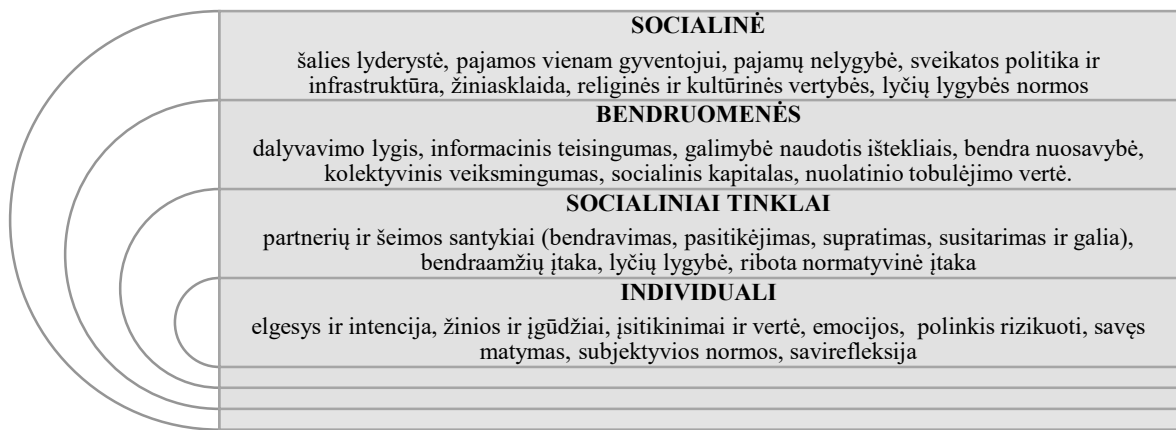 SOCIALINĖ
šalies lyderystė, pajamos vienam gyventojui, pajamų nelygybė, sveikatos politika ir
infrastruktūra, žiniasklaida, religinės ir kultūrinės vertybės, lyčių lygybės normos
BENDRUOMENĖS
dalyvavimo lygis, informacinis teisingumas, galimybė naudotis ištekliais, bendra nuosavybė,
kolektyvinis veiksmingumas, socialinis kapitalas, nuolatinio tobulėjimo vertė.
SOCIALINIAI TINKLAI
partnerių ir šeimos santykiai (bendravimas, pasitikėjimas, supratimas, susitarimas ir galia),
bendraamžių įtaka, lyčių lygybė, ribota normatyvinė įtaka
INDIVIDUALI
elgesys ir intencija, žinios ir įgūdžiai, įsitikinimai ir vertė, emocijos, polinkis rizikuoti, savęs
matymas, subjektyvios normos, savirefleksija